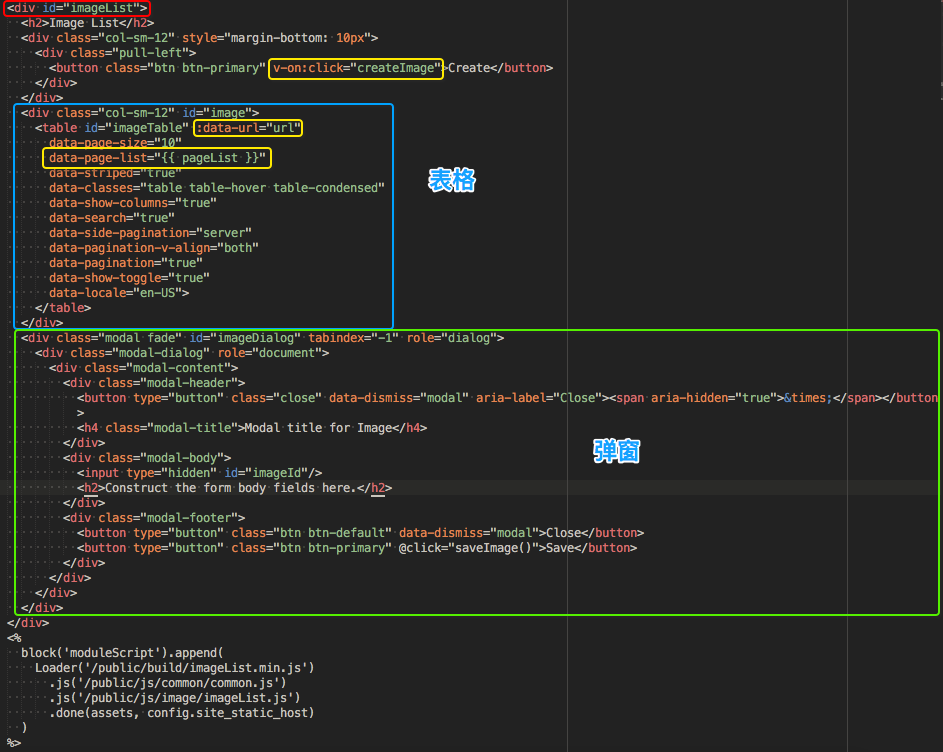 <div id="imageList">
<h2>Image List</h2>
<div class="col-sm-12" style="margin-bottom: 10px">
<div class="pull-left">
<button class="btn btn-primary" v-on:click="createImage">Create</button>
</div>
</div>
<div class="col-sm-12" id="image">
<table id="imageTable" :data-url="url"
data-page-size="10"
data-page-list="{{ pageList }}"
data-striped="true"
表格
data-classes="table table-hover table-condensed"
data-show-columns="true"
data-search="true"
data-side-pagination="server"
data-pagination-v-align="both"
data-pagination="true"
data-show-toggle="true"
data-locale="en-US">
</table>
</div>
<div class="modal fade" id="imageDialog" tabindex="-1" role="dialog">
<div class="modal-dialog" role="document">
<div class="modal-content">
<div class="modal-header">
<button type="button" class="close" data-dismiss="modal" aria-label="Close"><span aria-hidden="true">&times;</span></button
>
<h4 class="modal-title">Modal title for Image</h4>
</div>
弹窗
<div class="modal-body">
<input type="hidden" id="imageId"/>
<h2>Construct the form body fields here.</h2>
</div>
<div class="modal-footer">
<button type="button" class="btn btn-default" data-dismiss="modal">Close</button>
<button type="button" class="btn btn-primary" @click="saveImage()">Save</button>
</div>
</div>
</div>
</div>
</div>
<%
block('moduleScript').append(
Loader('/public/build/imageList.min.js')
.js('/public/js/common/common.js')
.js('/public/js/image/imageList.js')
.done(assets, config.site_static_host)
)
%>